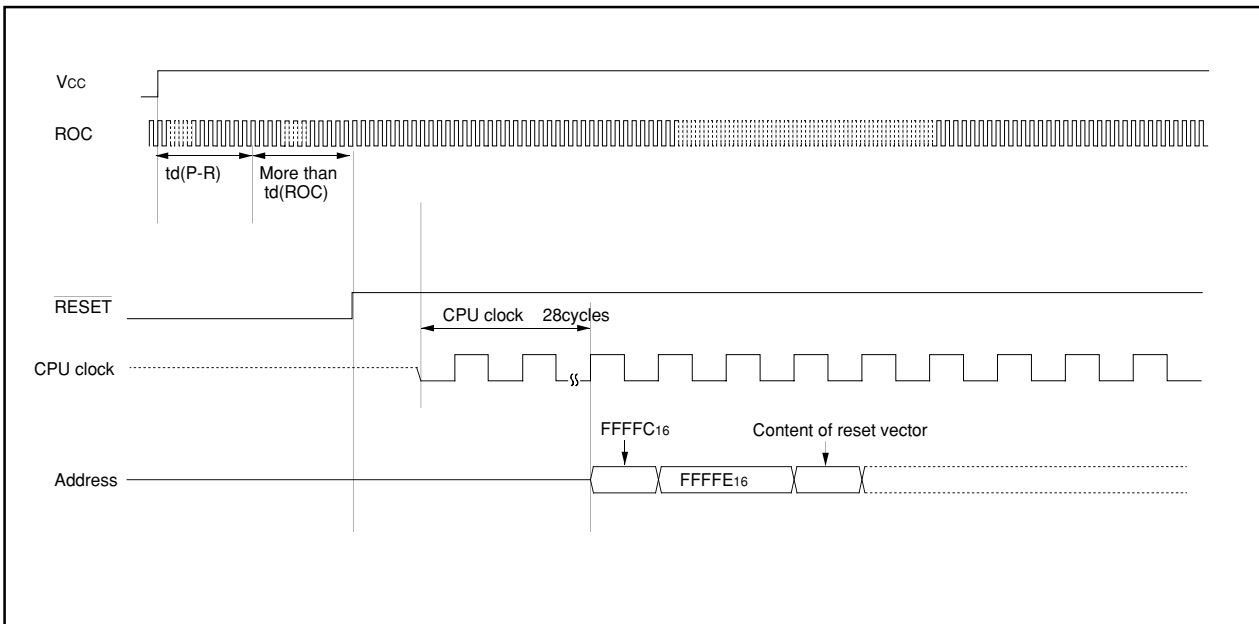 VCC
ROC
td(P-R)
More than
td(ROC)
RESET
CPU clock 28cycles
CPU clock
FFFFC16
Content of reset vector
Address
FFFFE16